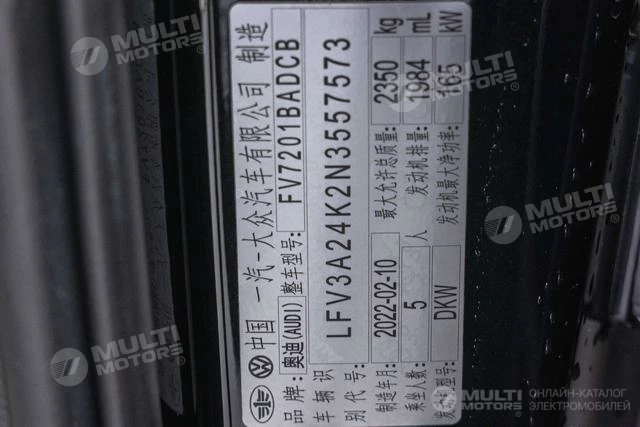 中国 一汽-大众汽车有限公司 制造
品牌: 奥迪(AUDI) 整车型号: FV7201BADCB
车辆识别代号: LFV3A24K2N3557573
制造年月: 2022-02-10 最大允许总质量: 2350 kg
乘坐人数: 5 人 发动机排量: 1984 mL
发动机型号: DKW 发动机最大净功率: 165 kW
MULTI MOTORS®
MULTI MOTORS®
MULTI MOTORS®
MULTI MOTORS®
MULTI MOTORS®
ОНЛАЙН-КАТАЛОГ
ЭЛЕКТРОМОБИЛЕЙ